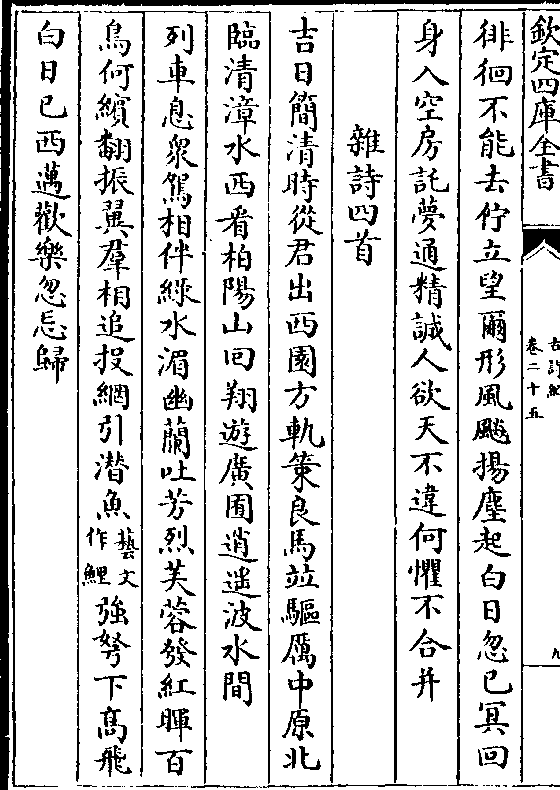 欽定四庫全書
古詩紀
卷二十五
九
徘徊不能去佇立望爾形風飈揚塵起白日忽已冥回
身入空房託夢通精誠人欲天不違何懼不合并
雜詩四首
吉日簡清時從君出西園方軌策良馬竝驅厲中原北
臨清漳水西看柏陽山回翔遊廣囿逍遥波水間
列車息衆駕相伴綠水湄幽蘭吐芳烈芙蓉發紅暉百
鳥何繽翻振翼羣相追投網引潛魚藝文作鯉強弩下高飛
白日已西邁歡樂忽忘歸